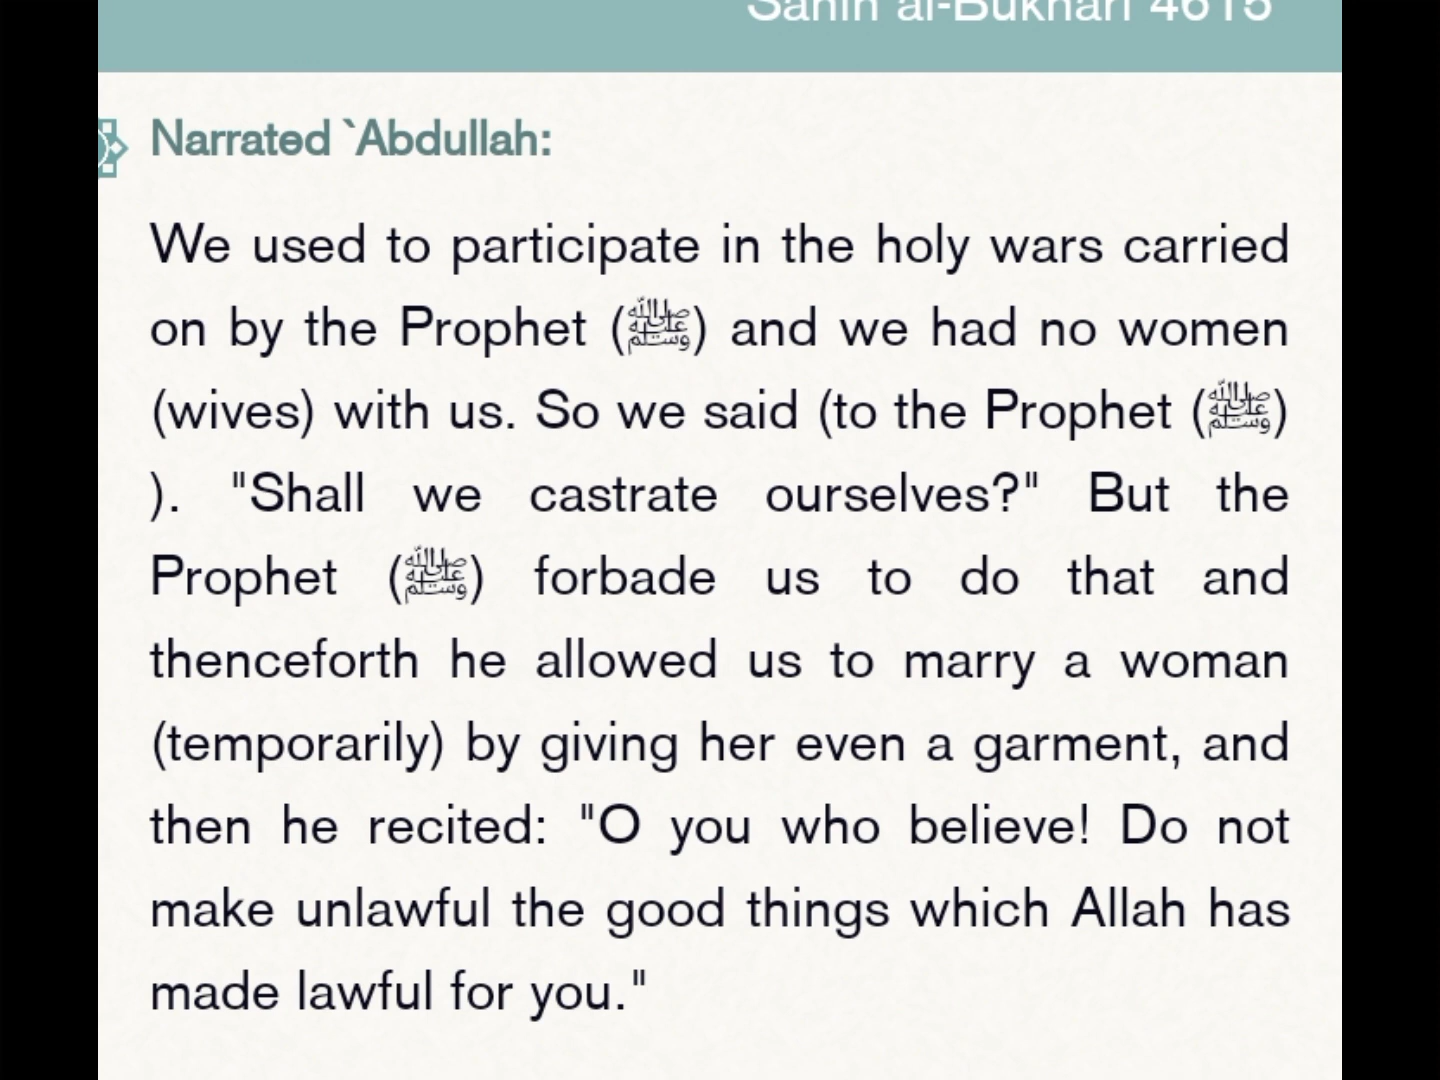 Sahih al-Bukhari 4615
Narrated `Abdullah:
We used to participate in the holy wars carried
on by the Prophet (ﷺ) and we had no women
(wives) with us. So we said (to the Prophet (ﷺ)
). "Shall we castrate ourselves?" But the
Prophet (ﷺ) forbade us to do that and
thenceforth he allowed us to marry a woman
(temporarily) by giving her even a garment, and
then he recited: "O you who believe! Do not
make unlawful the good things which Allah has
made lawful for you."